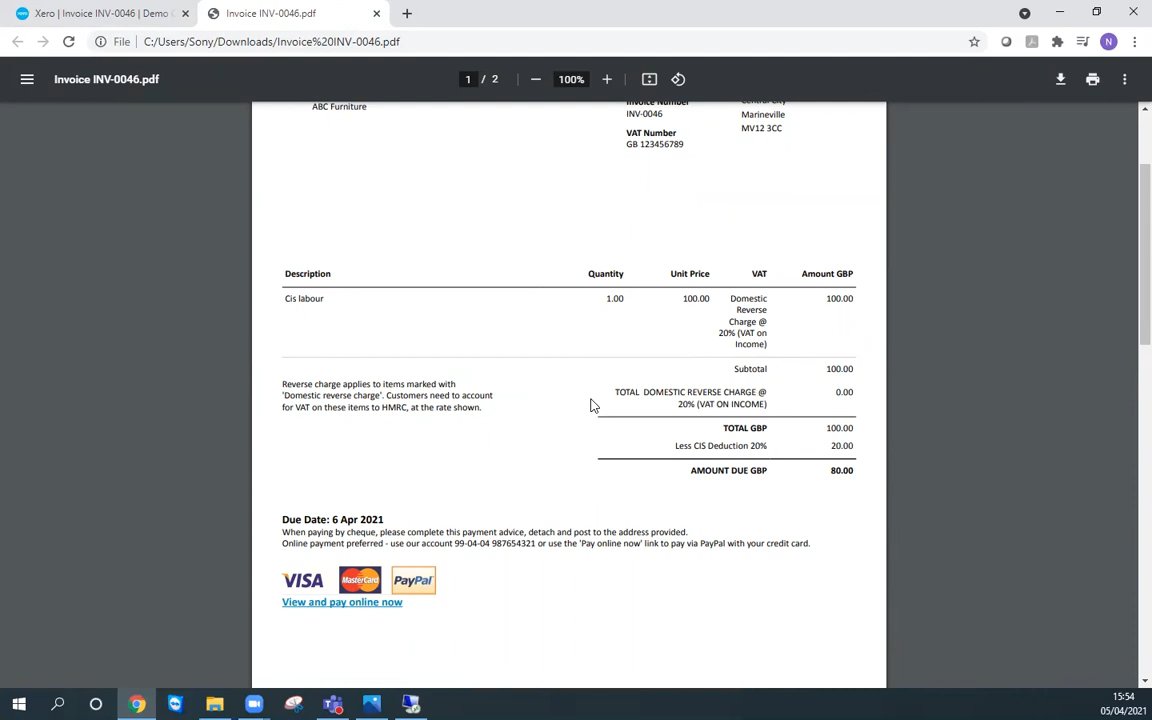 Xero | Invoice INV-0046 | Demo
Invoice INV-0046.pdf
File
C:/Users/Sony/Downloads/Invoice%20INV-0046.pdf
N
Invoice INV-0046.pdf
1 / 2
100%
ABC Furniture
Invoice Number
INV-0046
VAT Number
GB 123456789
Central City
Marineville
MV12 3CC
Description Quantity Unit Price VAT Amount GBP
Cis labour 1.00 100.00 Domestic 100.00
Reverse
Charge @
20% (VAT on
Income)
Subtotal 100.00
Reverse charge applies to items marked with
'Domestic reverse charge'. Customers need to account
for VAT on these items to HMRC, at the rate shown.
TOTAL DOMESTIC REVERSE CHARGE @ 0.00
20% (VAT ON INCOME)
TOTAL GBP 100.00
Less CIS Deduction 20% 20.00
AMOUNT DUE GBP 80.00
Due Date: 6 Apr 2021
When paying by cheque, please complete this payment advice, detach and post to the address provided.
Online payment preferred - use our account 99-04-04 987654321 or use the 'Pay online now' link to pay via PayPal with your credit card.
VISA MasterCard PayPal
View and pay online now
15:54
05/04/2021